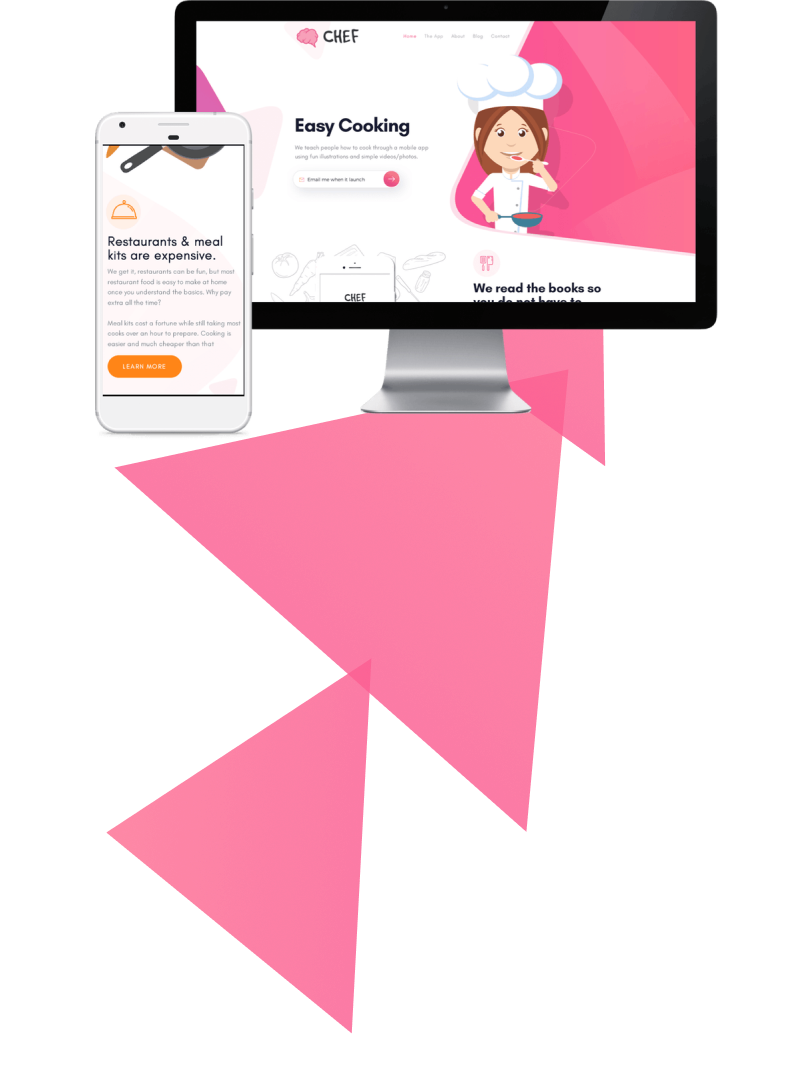 CHEF
Home The App About Blog Contact
Easy Cooking
We teach people how to cook through a mobile app
using fun illustrations and simple videos/photos.
Email me when it launch
CHEF
We read the books so
you do not have to
Restaurants & meal
kits are expensive.
We get it, restaurants can be fun, but most
restaurant food is easy to make at home
once you understand the basics. Why pay
extra all the time?
Meal kits cost a fortune while still taking most
cooks over an hour to prepare. Cooking is
easier and much cheaper than that
LEARN MORE